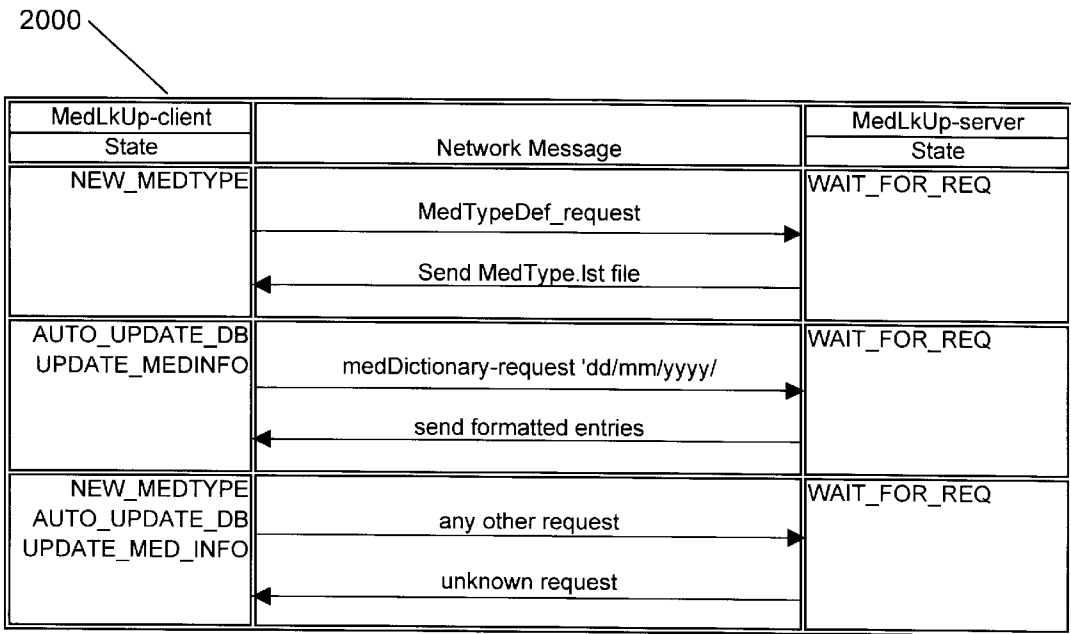 2000
MedLkUp-client
State
Network Message
MedLkUp-server
State
NEW_MEDTYPE
WAIT_FOR_REQ
MedTypeDef_request
Send MedType.lst file
AUTO_UPDATE_DB
UPDATE_MEDINFO
WAIT_FOR_REQ
medDictionary-request 'dd/mm/yyyy/
send formatted entries
NEW_MEDTYPE
AUTO_UPDATE_DB
UPDATE_MED_INFO
WAIT_FOR_REQ
any other request
unknown request